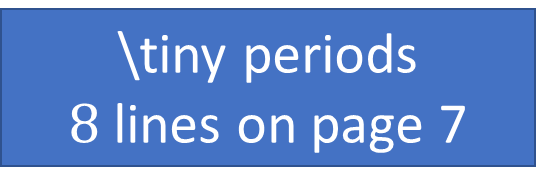 \tiny periods
8 lines on page 7